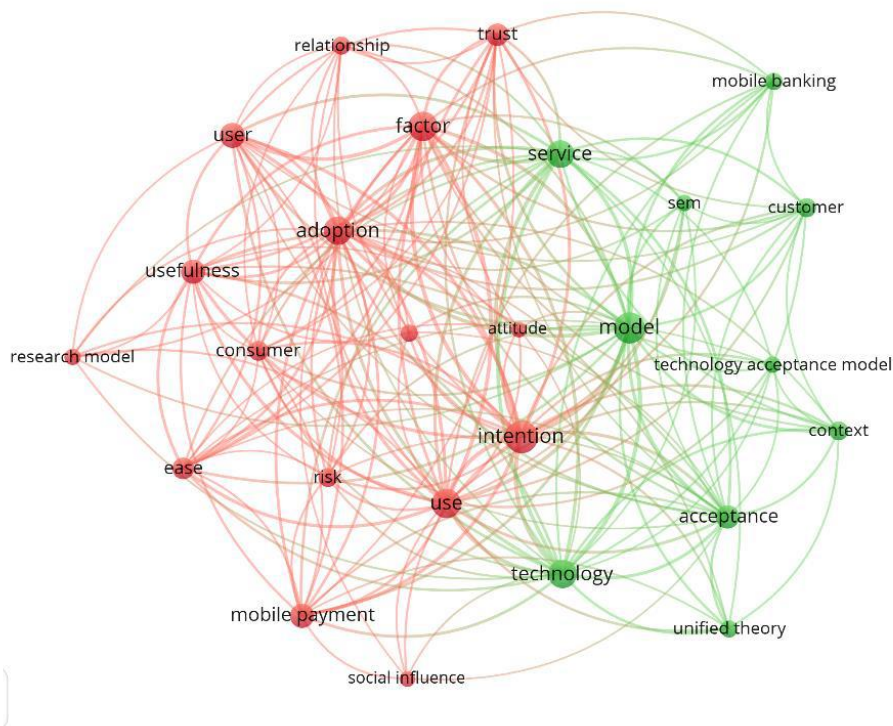 trust
relationship
mobile banking
factor
user
service
sem
customer
adoption
usefulness
model
attitude
consumer
research model
technology acceptance model
context
intention
ease
risk
use
acceptance
technology
mobile payment
unified theory
social influence